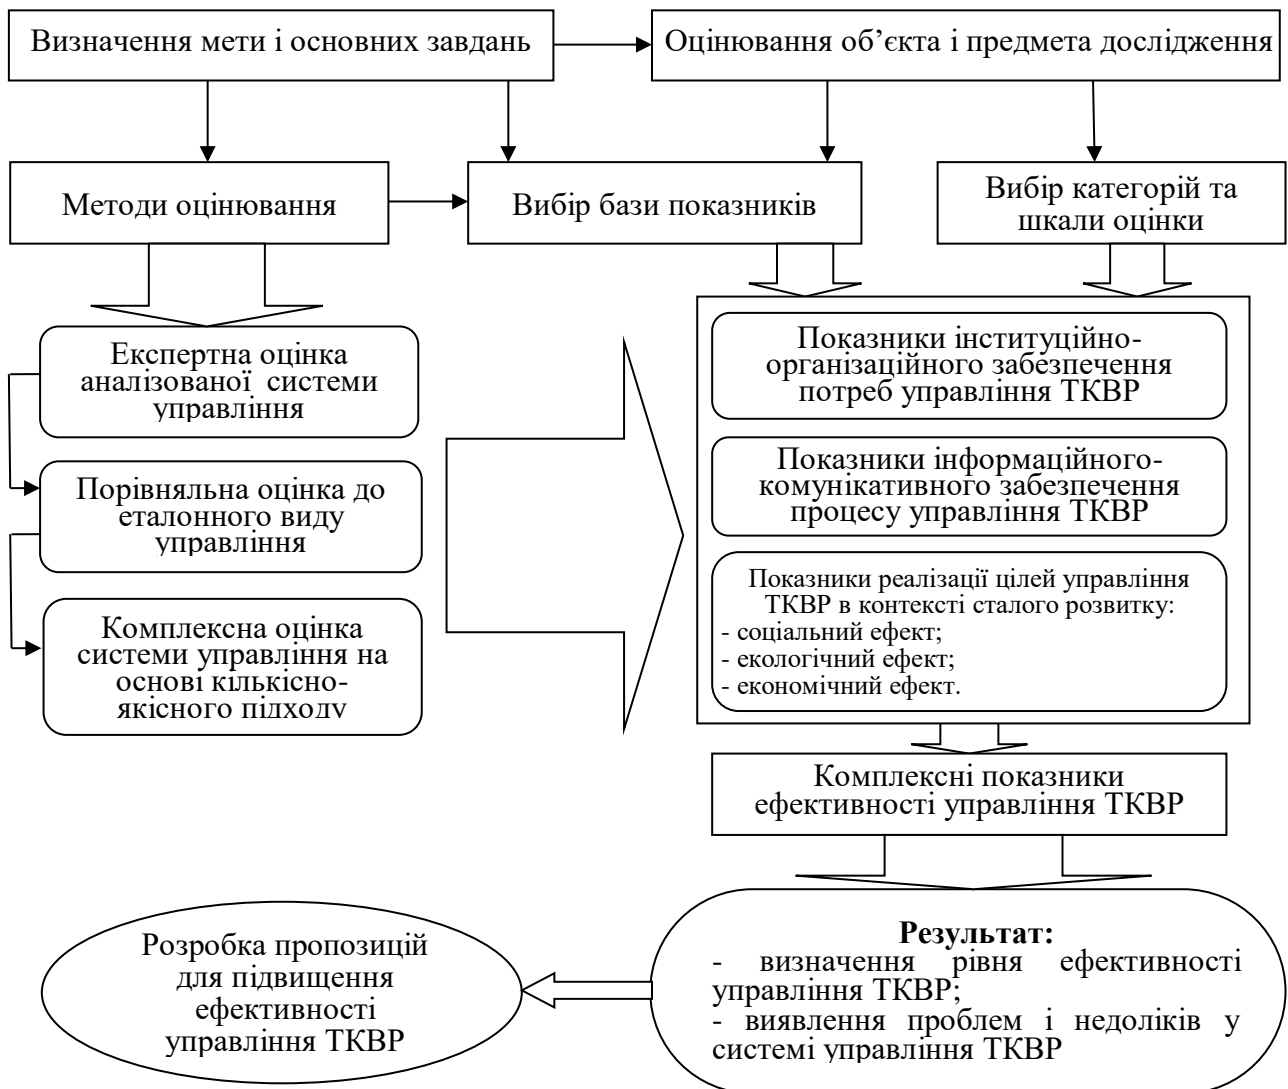 Визначення мети і основних завдань
Оцінювання об’єкта і предмета дослідження
Методи оцінювання
Вибір бази показників
Вибір категорій та
шкали оцінки
Експертна оцінка
аналізованої системи
управління
Порівняльна оцінка до
еталонного виду
управління
Комплексна оцінка
системи управління на
основі кількісно-
якісного підходу
Показники інституційно-
організаційного забезпечення
потреб управління ТКВР
Показники інформаційного-
комунікативного забезпечення
процесу управління ТКВР
Показники реалізації цілей управління
ТКВР в контексті сталого розвитку:
- соціальний ефект;
- екологічний ефект;
- економічний ефект.
Комплексні показники
ефективності управління ТКВР
Результат:
- визначення рівня ефективності
управління ТКВР;
- виявлення проблем і недоліків у
системі управління ТКВР
Розробка пропозицій
для підвищення
ефективності
управління ТКВР